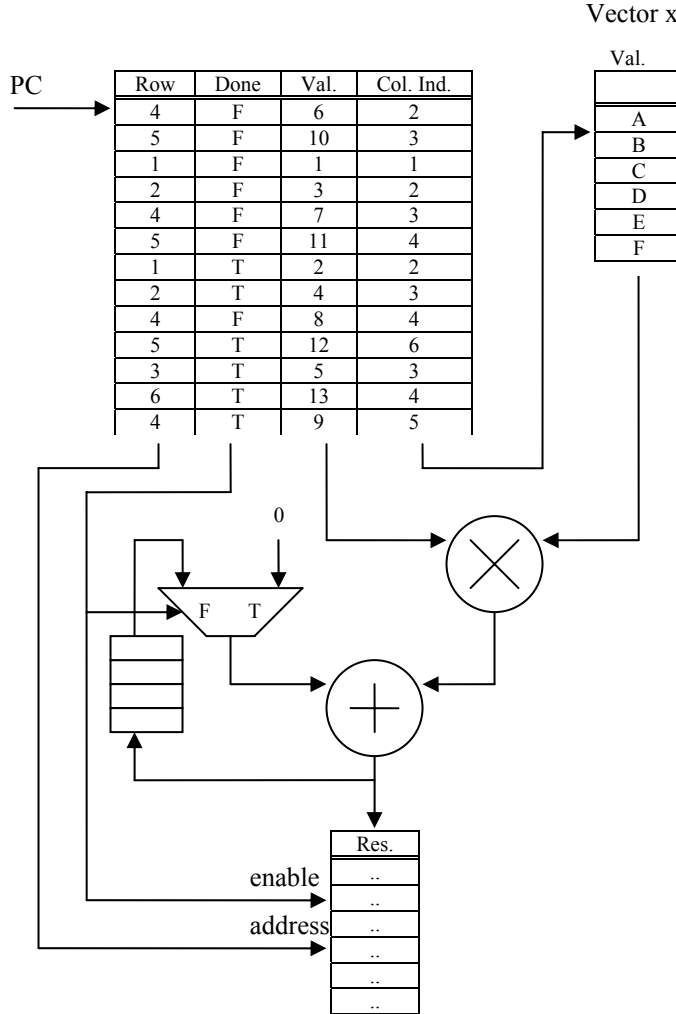 Vector x
PC
Row Done Val. Col. Ind.
4 F 6 2
5 F 10 3
1 F 1 1
2 F 3 2
4 F 7 3
5 F 11 4
1 T 2 2
2 T 4 3
4 F 8 4
5 T 12 6
3 T 5 3
6 T 13 4
4 T 9 5
Val.
A
B
C
D
E
F
0
F T
Res.
..
enable
..
address
..
..
..
..